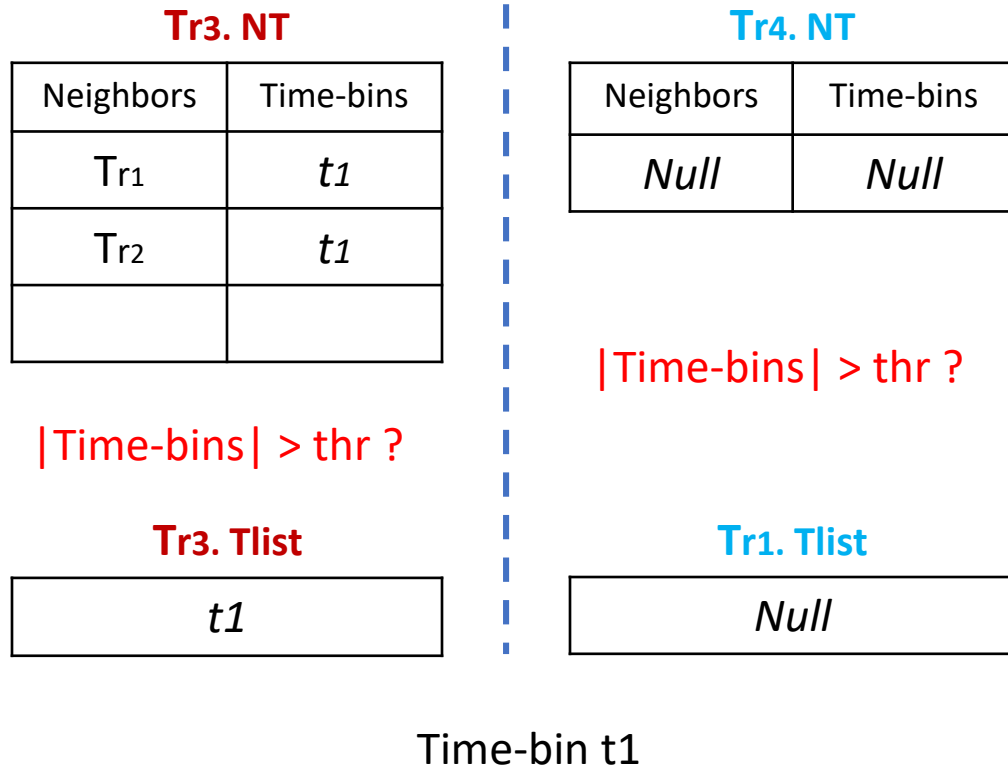 Tr3. NT
Neighbors Time-bins
Tr1 t1
Tr2 t1
|Time-bins| > thr ?
Tr3. Tlist
t1
Tr4. NT
Neighbors Time-bins
Null Null
|Time-bins| > thr ?
Tr1. Tlist
Null
Time-bin t1